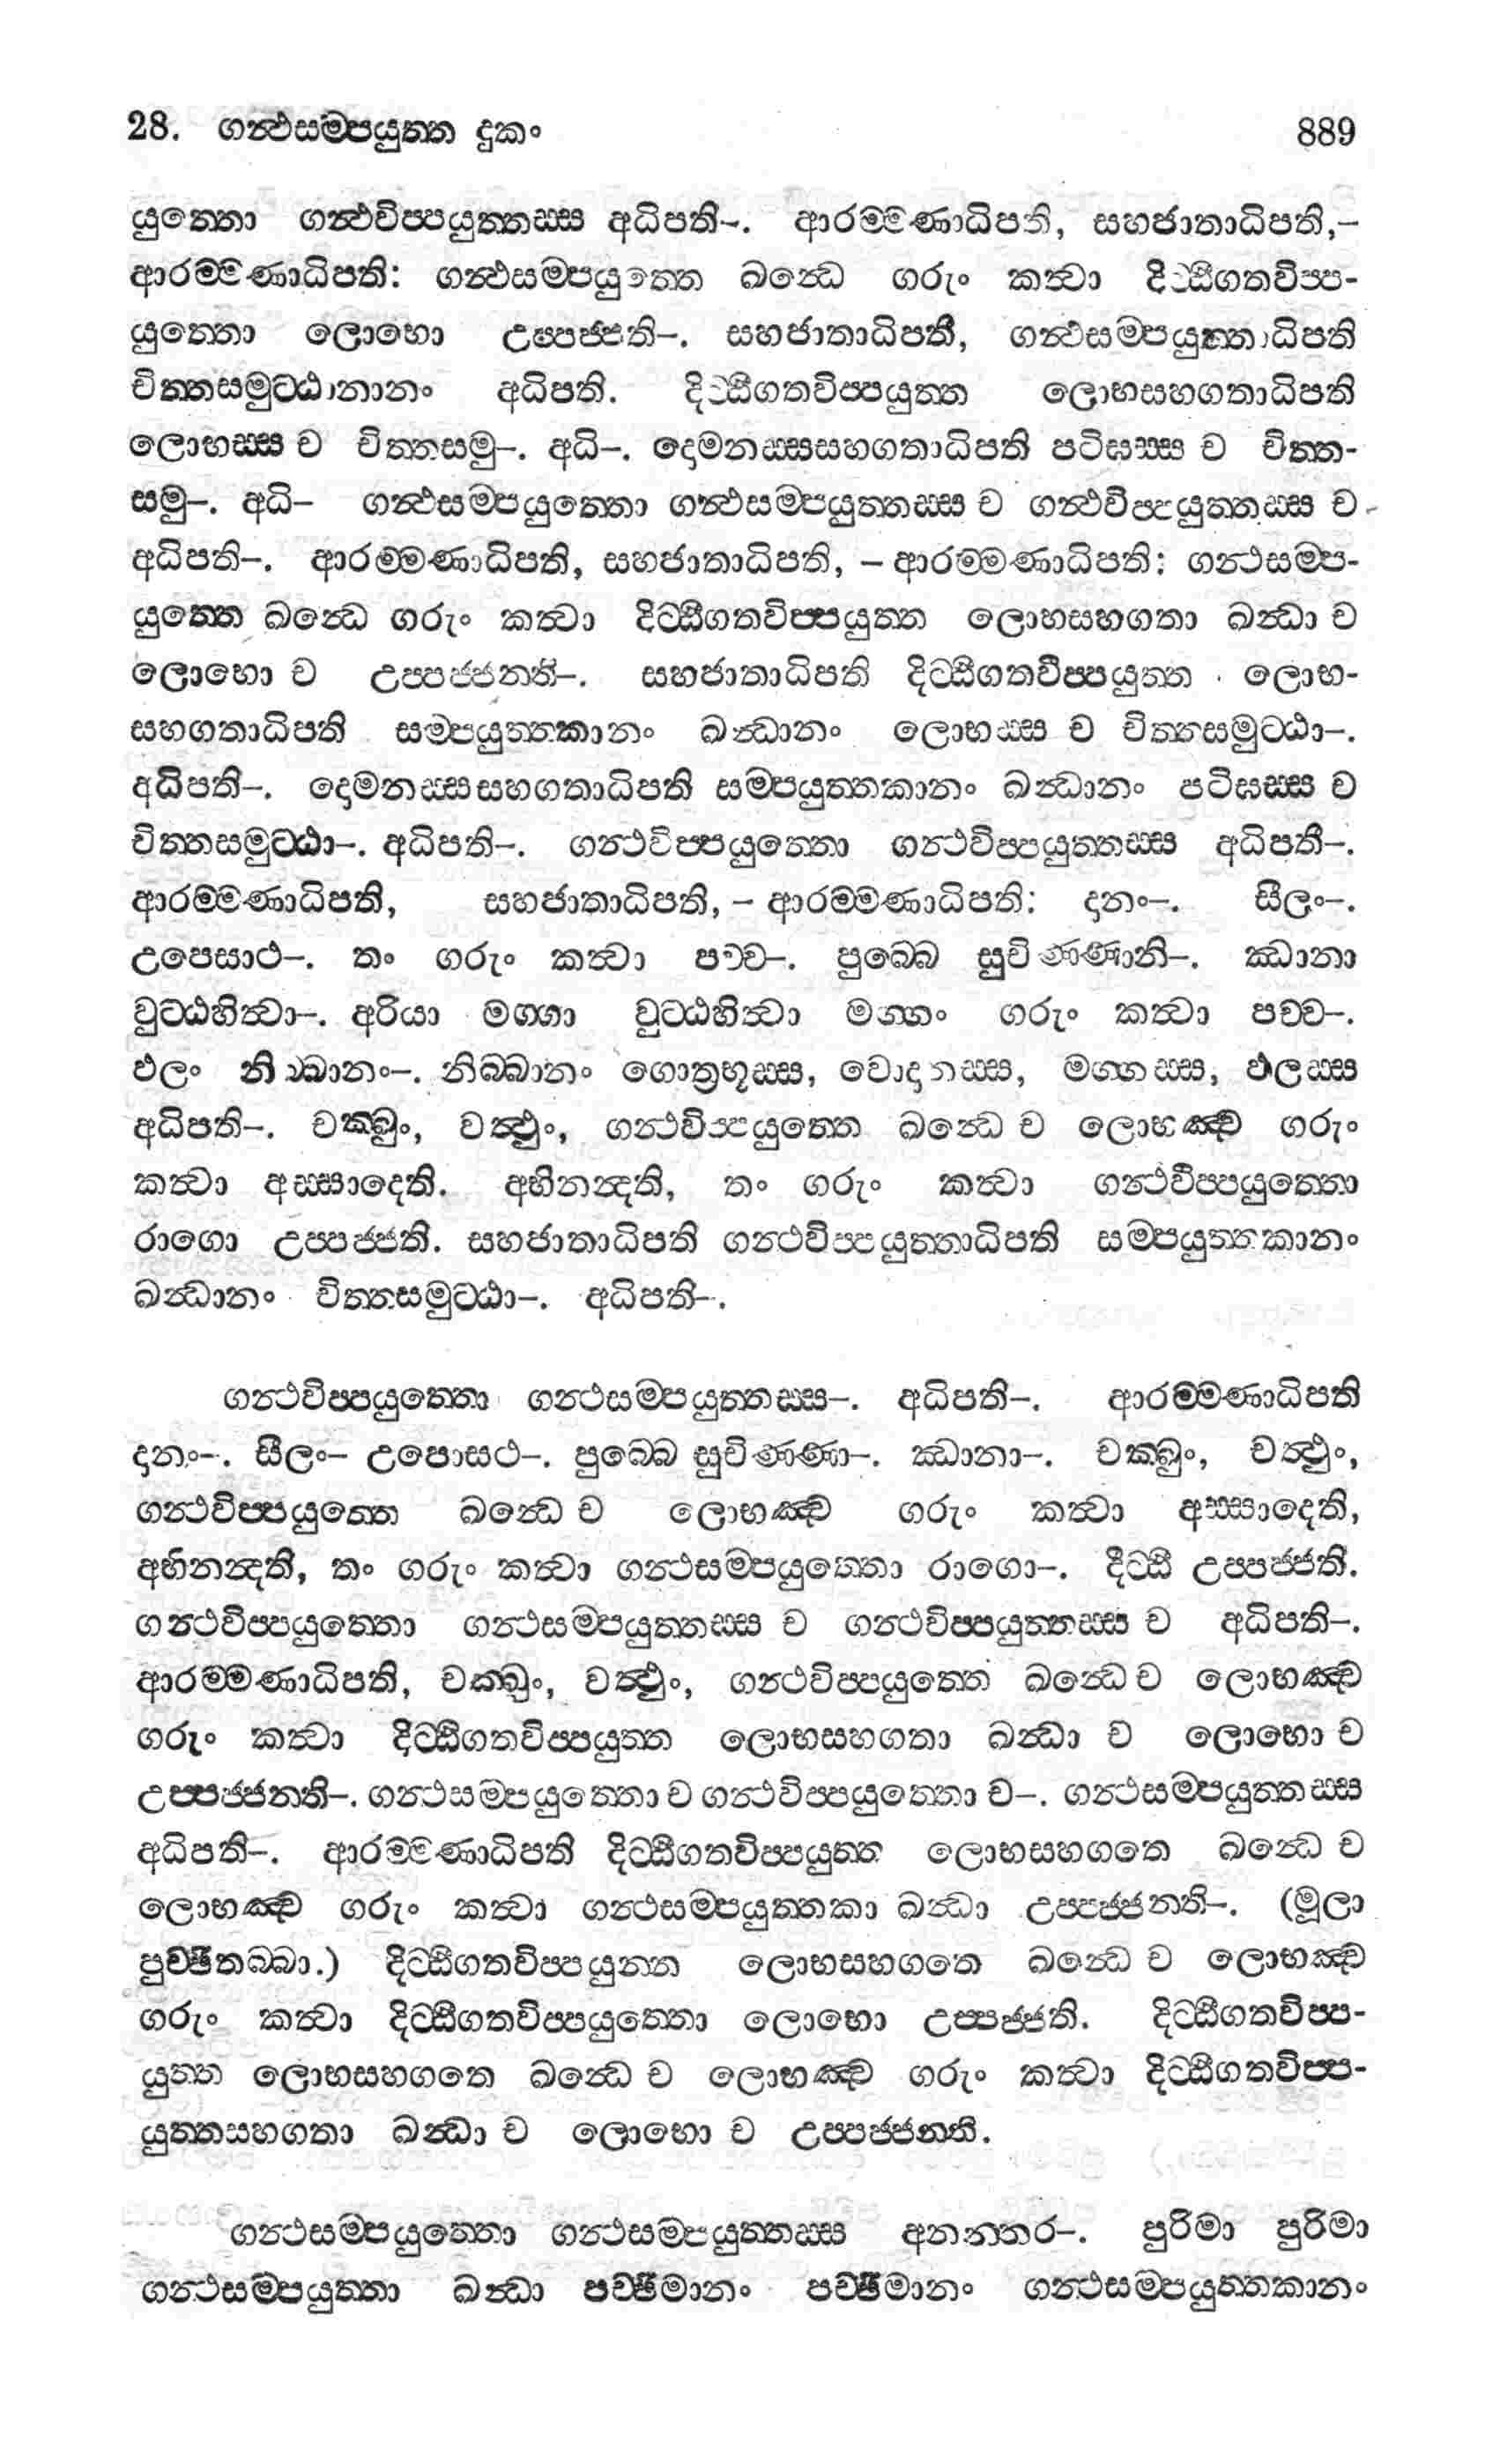 28. ගන්ථසම්පයුත්ත දුකං 889
යුත්තො ගන්ථවිප්පයුත්තස්ස අධිපති-. ආරම්මණාධිපති, සහජාතාධිපති,-
ආරම්මණාධිපති: ගන්ථසම්පයුත්තෙ ඛන්ධෙ ගරුං කත්වා දිට්ඨිගතවිප්ප-
යුත්තො ලොභො උප්පජ්ජති-. සහජාතාධිපති, ගන්ථසම්පයුත්තාධිපති
චිත්තසමුට්ඨානානං අධිපති. දිට්ඨිගතවිප්පයුත්ත ලොභසහගතාධිපති
ලොභස්ස ච චිත්තසමු-. අධි-. දොමනස්සසහගතාධිපති පටිඝස්ස ච චිත්ත-
සමු-. අධි- ගන්ථසම්පයුත්තො ගන්ථසම්පයුත්තස්ස ච ගන්ථවිප්පයුත්තස්ස ච
අධිපති-. ආරම්මණාධිපති, සහජාතාධිපති, - ආරම්මණාධිපති: ගන්ථසම්ප-
යුත්තෙ ඛන්ධෙ ගරුං කත්වා දිට්ඨිගතවිප්පයුත්ත ලොභසහගතා ඛන්ධා ච
ලොභො ච උප්පජ්ජනති-. සහජාතාධිපති දිට්ඨිගතවිප්පයුත්ත ලොභ-
සහගතාධිපති සම්පයුත්තකානං ඛන්ධානං ලොභස්ස ච චිත්තසමුට්ඨා-.
අධිපති-. දොමනස්සසහගතාධිපති සම්පයුත්තකානං ඛන්ධානං පටිඝස්ස ච
චිත්තසමුට්ඨා-. අධිපති-. ගන්ථවිප්පයුත්තො ගන්ථවිප්පයුත්තස්ස අධිපති-.
ආරම්මණාධිපති, සහජාතාධිපති, - ආරම්මණාධිපති: දානං-. සීලං-.
උපෙසාථ-. තං ගරුං කත්වා පච්ච-. පුබ්බෙ සුචිණ්ණානි-. ඣානා
වුට්ඨහිත්වා-. අරියා මග්ගා වුට්ඨහිත්වා මග්ගං ගරුං කත්වා පච්ච-.
ඵලං නිබ්බානං-. නිබ්බානං ගොත්‍රභූස්ස, වොදානස්ස, මග්ගස්ස, ඵලස්ස
අධිපති-. චක්ඛුං, වත්ථුං, ගන්ථවිප්පයුත්තෙ ඛන්ධෙ ච ලොභඤ්ච ගරුං
කත්වා අස්සාදෙති. අභිනන්දති, තං ගරුං කත්වා ගන්ථවිප්පයුත්තො
රාගො උප්පජ්ජති. සහජාතාධිපති ගන්ථවිප්පයුත්තාධිපති සම්පයුත්තකානං
ඛන්ධානං චිත්තසමුට්ඨා-. අධිපති-.
ගන්ථවිප්පයුත්තො ගන්ථසම්පයුත්තස්ස-. අධිපති-. ආරම්මණාධිපති
දානං-. සීලං- උපොසථ-. පුබ්බෙ සුචිණ්ණා-. ඣානා-. චක්ඛුං, වත්ථුං,
ගන්ථවිප්පයුත්තෙ ඛන්ධෙ ච ලොභඤ්ච ගරුං කත්වා අස්සාදෙති,
අභිනන්දති, තං ගරුං කත්වා ගන්ථසම්පයුත්තො රාගො-. දිට්ඨි උප්පජ්ජති.
ගන්ථවිප්පයුත්තො ගන්ථසම්පයුත්තස්ස ච ගන්ථවිප්පයුත්තස්ස ච අධිපති-.
ආරම්මණාධිපති, චක්ඛුං, වත්ථුං, ගන්ථවිප්පයුත්තෙ ඛන්ධෙ ච ලොභඤ්ච
ගරුං කත්වා දිට්ඨිගතවිප්පයුත්ත ලොභසහගතා ඛන්ධා ච ලොභො ච
උප්පජ්ජනති-. ගන්ථසම්පයුත්තො ච ගන්ථවිප්පයුත්තො ච-. ගන්ථසම්පයුත්තස්ස
අධිපති-. ආරම්මණාධිපති දිට්ඨිගතවිප්පයුත්ත ලොභසහගතෙ ඛන්ධෙ ච
ලොභඤ්ච ගරුං කත්වා ගන්ථසම්පයුත්තකා ඛන්ධා උප්පජ්ජනති-. (මූලා
පුච්ඡිතබ්බා.) දිට්ඨිගතවිප්පයුත්ත ලොභසහගතෙ ඛන්ධෙ ච ලොභඤ්ච
ගරුං කත්වා දිට්ඨිගතවිප්පයුත්තො ලොභො උප්පජ්ජති. දිට්ඨිගතවිප්ප-
යුත්ත ලොභසහගතෙ ඛන්ධෙ ච ලොභඤ්ච ගරුං කත්වා දිට්ඨිගතවිප්ප-
යුත්තසහගතා ඛන්ධා ච ලොභො ච උප්පජ්ජනති.
ගන්ථසම්පයුත්තො ගන්ථසම්පයුත්තස්ස අනන්තර-. පුරිමා පුරිමා
ගන්ථසම්පයුත්තා ඛන්ධා පච්ඡිමානං පච්ඡිමානං ගන්ථසම්පයුත්තකානං